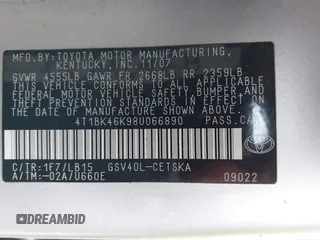 MFD. BY: TOYOTA MOTOR MANUFACTURING,
KENTUCKY, INC. 11/07
GVWR 4555LB GAWR FR 2668LB RR 2359LB
THIS VEHICLE CONFORMS TO ALL APPLICABLE
FEDERAL MOTOR VEHICLE SAFETY, BUMPER, AND
THEFT PREVENTION STANDARDS IN EFFECT ON
THE DATE OF MANUFACTURE SHOWN ABOVE.
4T1BK46K98U066890 PASS.CAR
C/TR:1F7/LB15 GSV40L-CETSKA
A/TM:-02A/U660E
TOYOTA
09022